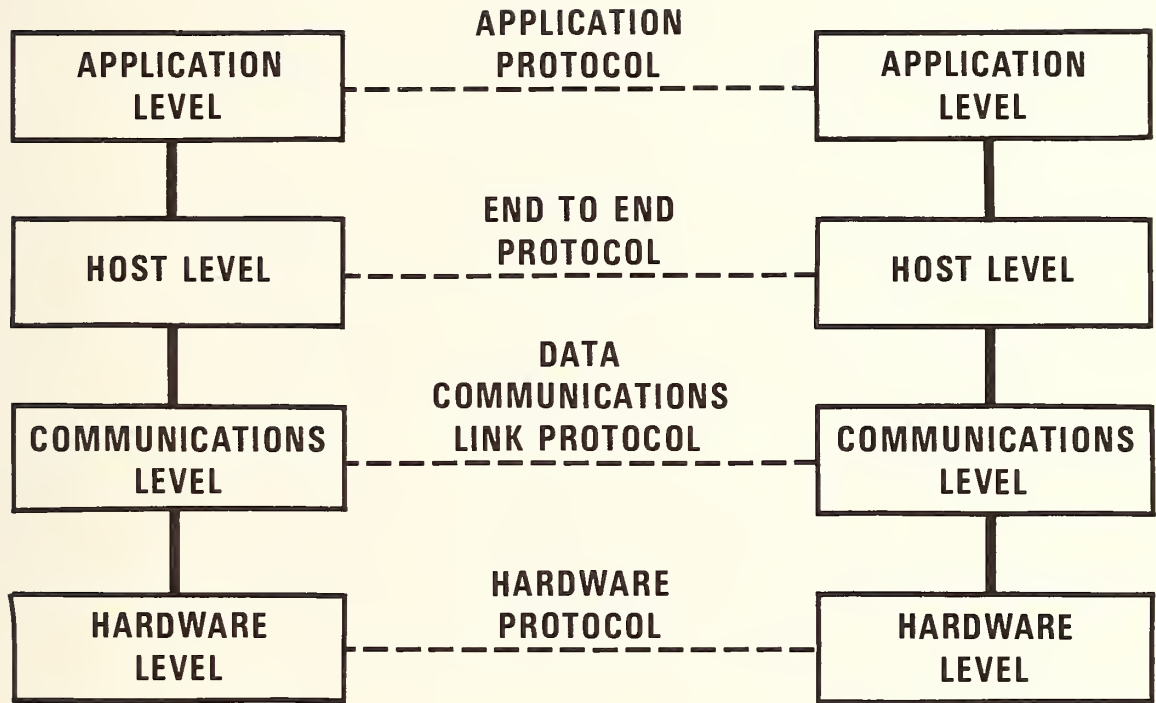 APPLICATION
PROTOCOL
APPLICATION
LEVEL
APPLICATION
LEVEL
END TO END
PROTOCOL
HOST LEVEL
HOST LEVEL
DATA
COMMUNICATIONS
LINK PROTOCOL
COMMUNICATIONS
LEVEL
COMMUNICATIONS
LEVEL
HARDWARE
PROTOCOL
HARDWARE
LEVEL
HARDWARE
LEVEL